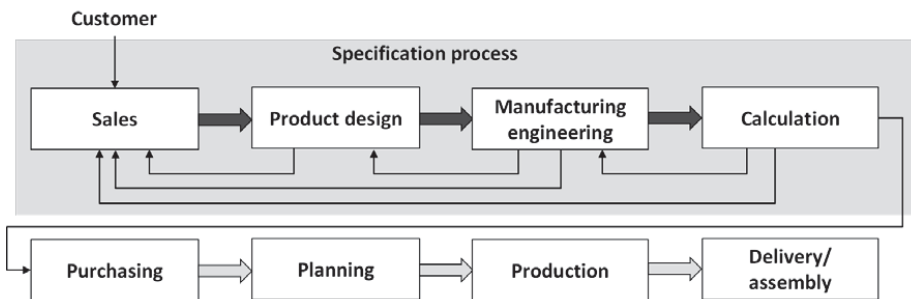 Customer
Specification process
Sales
Product design
Manufacturing
engineering
Calculation
Purchasing
Planning
Production
Delivery/
assembly